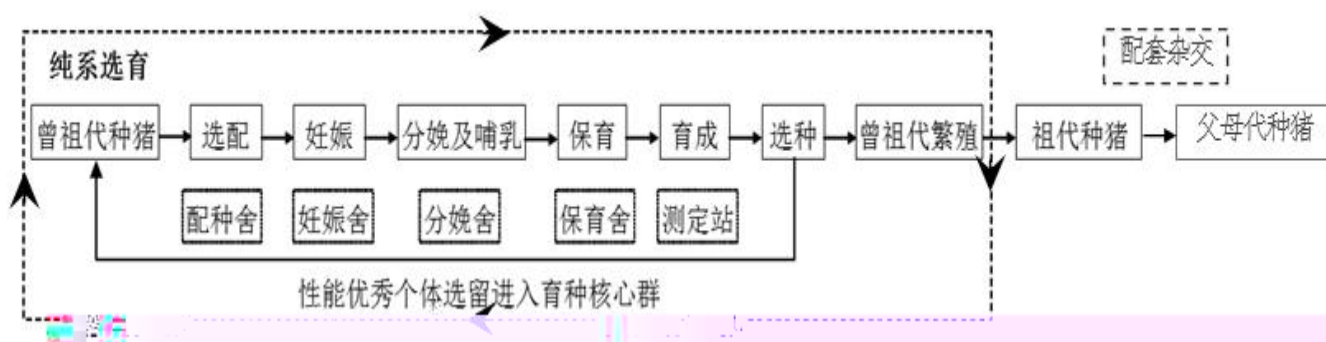 配套杂交
纯系选育
曾祖代种猪 选配 妊娠 分娩及哺乳 保育 育成 选种 曾祖代繁殖 祖代种猪 父母代种猪
配种舍 妊娠舍 分娩舍 保育舍 测定站
性能优秀个体选留进入育种核心群